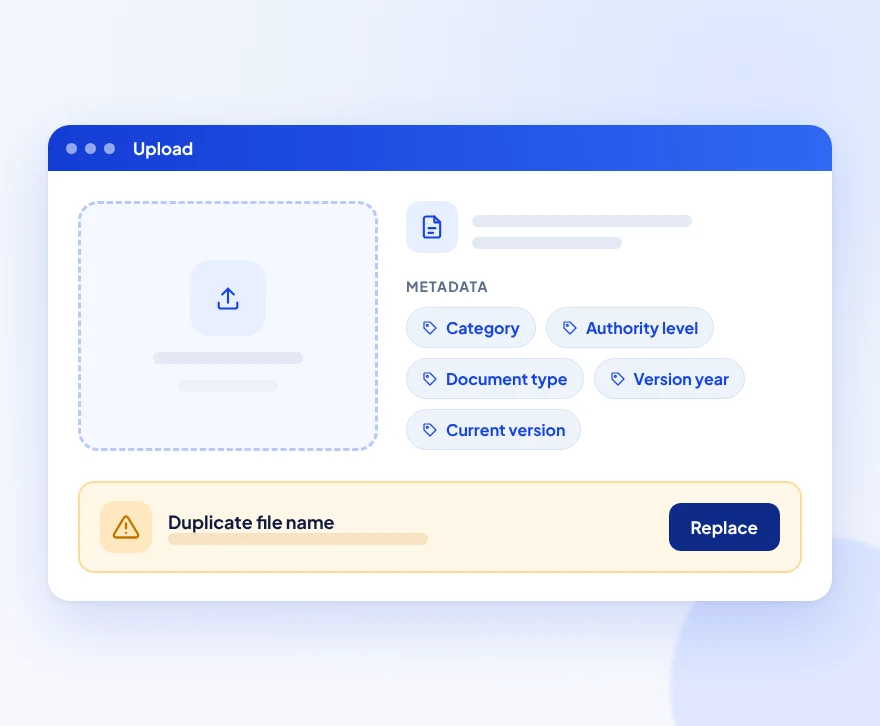 Upload
METADATA
Category
Authority level
Document type
Version year
Current version
Duplicate file name
Replace